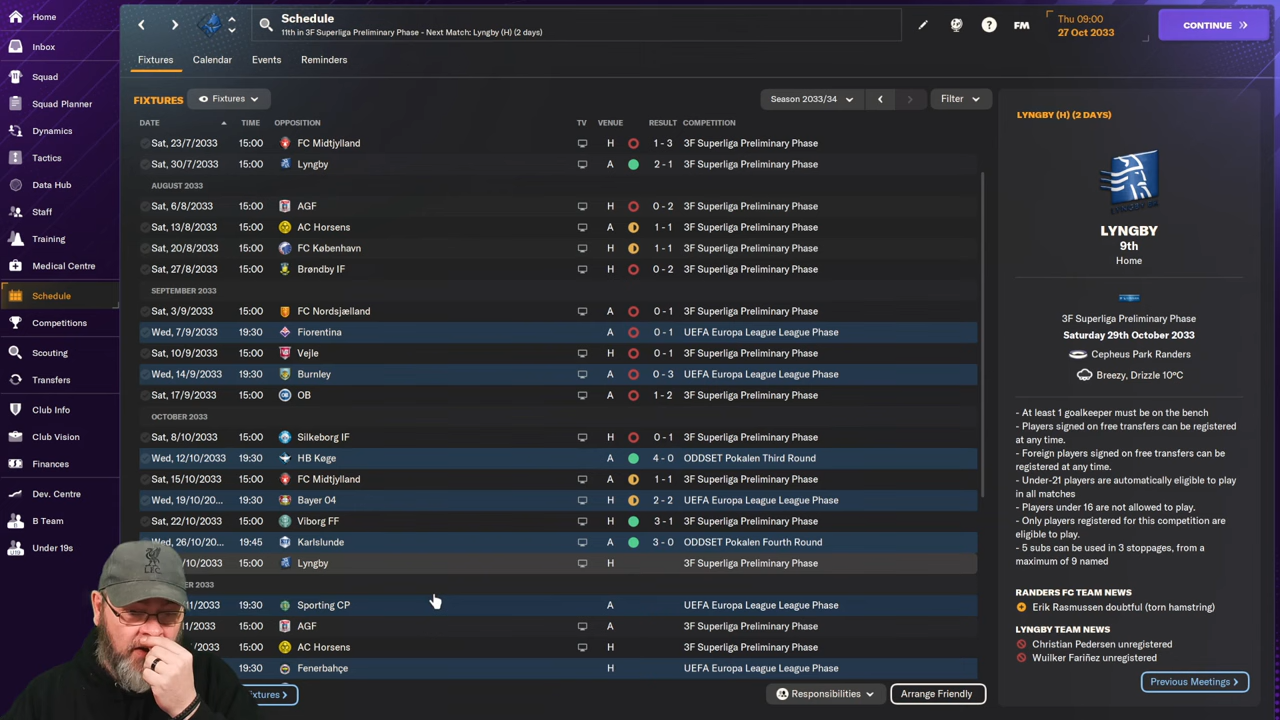 Home
Inbox
Squad
Squad Planner
Dynamics
Tactics
Data Hub
Staff
Training
Medical Centre
Schedule
Competitions
Scouting
Transfers
Club Info
Club Vision
Finances
Dev. Centre
B Team
Under 19s
Schedule
11th in 3F Superliga Preliminary Phase - Next Match: Lyngby (H) (2 days)
FM
Thu 09:00
27 Oct 2033
CONTINUE
Fixtures Calendar Events Reminders
FIXTURES Fixtures Season 2033/34 Filter
DATE TIME OPPOSITION TV VENUE RESULT COMPETITION
Sat, 23/7/2033 15:00 FC Midtjylland H 1 - 3 3F Superliga Preliminary Phase
Sat, 30/7/2033 15:00 Lyngby A 2 - 1 3F Superliga Preliminary Phase
AUGUST 2033
Sat, 6/8/2033 15:00 AGF H 0 - 2 3F Superliga Preliminary Phase
Sat, 13/8/2033 15:00 AC Horsens A 1 - 1 3F Superliga Preliminary Phase
Sat, 20/8/2033 15:00 FC København H 1 - 1 3F Superliga Preliminary Phase
Sat, 27/8/2033 15:00 Brøndby IF H 0 - 2 3F Superliga Preliminary Phase
SEPTEMBER 2033
Sat, 3/9/2033 15:00 FC Nordsjælland A 0 - 1 3F Superliga Preliminary Phase
Wed, 7/9/2033 19:30 Fiorentina A 0 - 1 UEFA Europa League League Phase
Sat, 10/9/2033 15:00 Vejle H 0 - 1 3F Superliga Preliminary Phase
Wed, 14/9/2033 19:30 Burnley A 0 - 3 UEFA Europa League League Phase
Sat, 17/9/2033 15:00 OB A 1 - 2 3F Superliga Preliminary Phase
OCTOBER 2033
Sat, 8/10/2033 15:00 Silkeborg IF H 0 - 1 3F Superliga Preliminary Phase
Wed, 12/10/2033 19:30 HB Køge A 4 - 0 ODDSET Pokalen Third Round
Sat, 15/10/2033 15:00 FC Midtjylland A 1 - 1 3F Superliga Preliminary Phase
Wed, 19/10/20... 19:30 Bayer 04 H 2 - 2 UEFA Europa League League Phase
Sat, 22/10/2033 15:00 Viborg FF H 3 - 1 3F Superliga Preliminary Phase
Wed, 26/10/20... 19:45 Karlslunde A 3 - 0 ODDSET Pokalen Fourth Round
/10/2033 15:00 Lyngby H 3F Superliga Preliminary Phase
2033
11/2033 19:30 Sporting CP A UEFA Europa League League Phase
1/2033 15:00 AGF A 3F Superliga Preliminary Phase
15:00 AC Horsens H 3F Superliga Preliminary Phase
19:30 Fenerbahçe H UEFA Europa League League Phase
Responsibilities Arrange Friendly
LYNGBY (H) (2 DAYS)
LYNGBY
9th
Home
3F Superliga Preliminary Phase
Saturday 29th October 2033
Cepheus Park Randers
Breezy, Drizzle 10°C
- At least 1 goalkeeper must be on the bench
- Players signed on free transfers can be registered
at any time.
- Foreign players signed on free transfers can be
registered at any time.
- Under-21 players are automatically eligible to play
in all matches
- Players under 16 are not allowed to play.
- Only players registered for this competition are
eligible to play.
- 5 subs can be used in 3 stoppages, from a
maximum of 9 named
RANDERS FC TEAM NEWS
Erik Rasmussen doubtful (torn hamstring)
LYNGBY TEAM NEWS
Christian Pedersen unregistered
Wuilker Fariñez unregistered
Previous Meetings